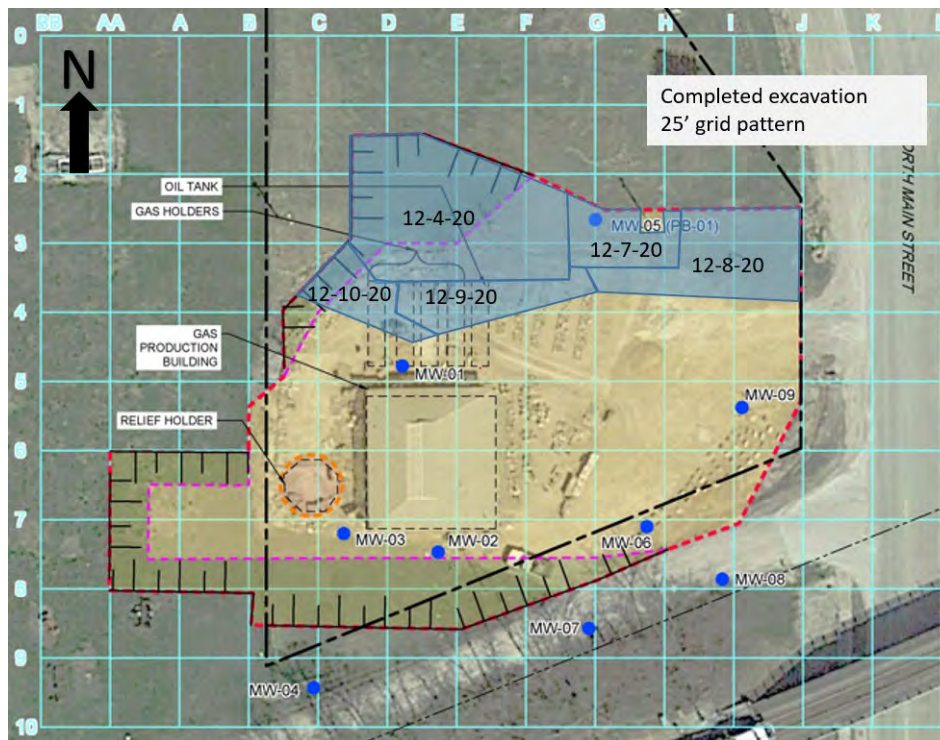 BB AA A B C D E F G H I J K L
0
N
1
Completed excavation
25' grid pattern
ORTH MAIN STREET
2
OIL TANK
12-4-20
GAS HOLDERS
MW-05 (PB-01)
3
12-7-20
12-8-20
12-10-20
12-9-20
4
GAS
PRODUCTION
BUILDING
MW-01
5
MW-09
RELIEF HOLDER
6
7
MW-03
MW-02
MW-06
8
MW-08
MW-07
9
MW-04
10